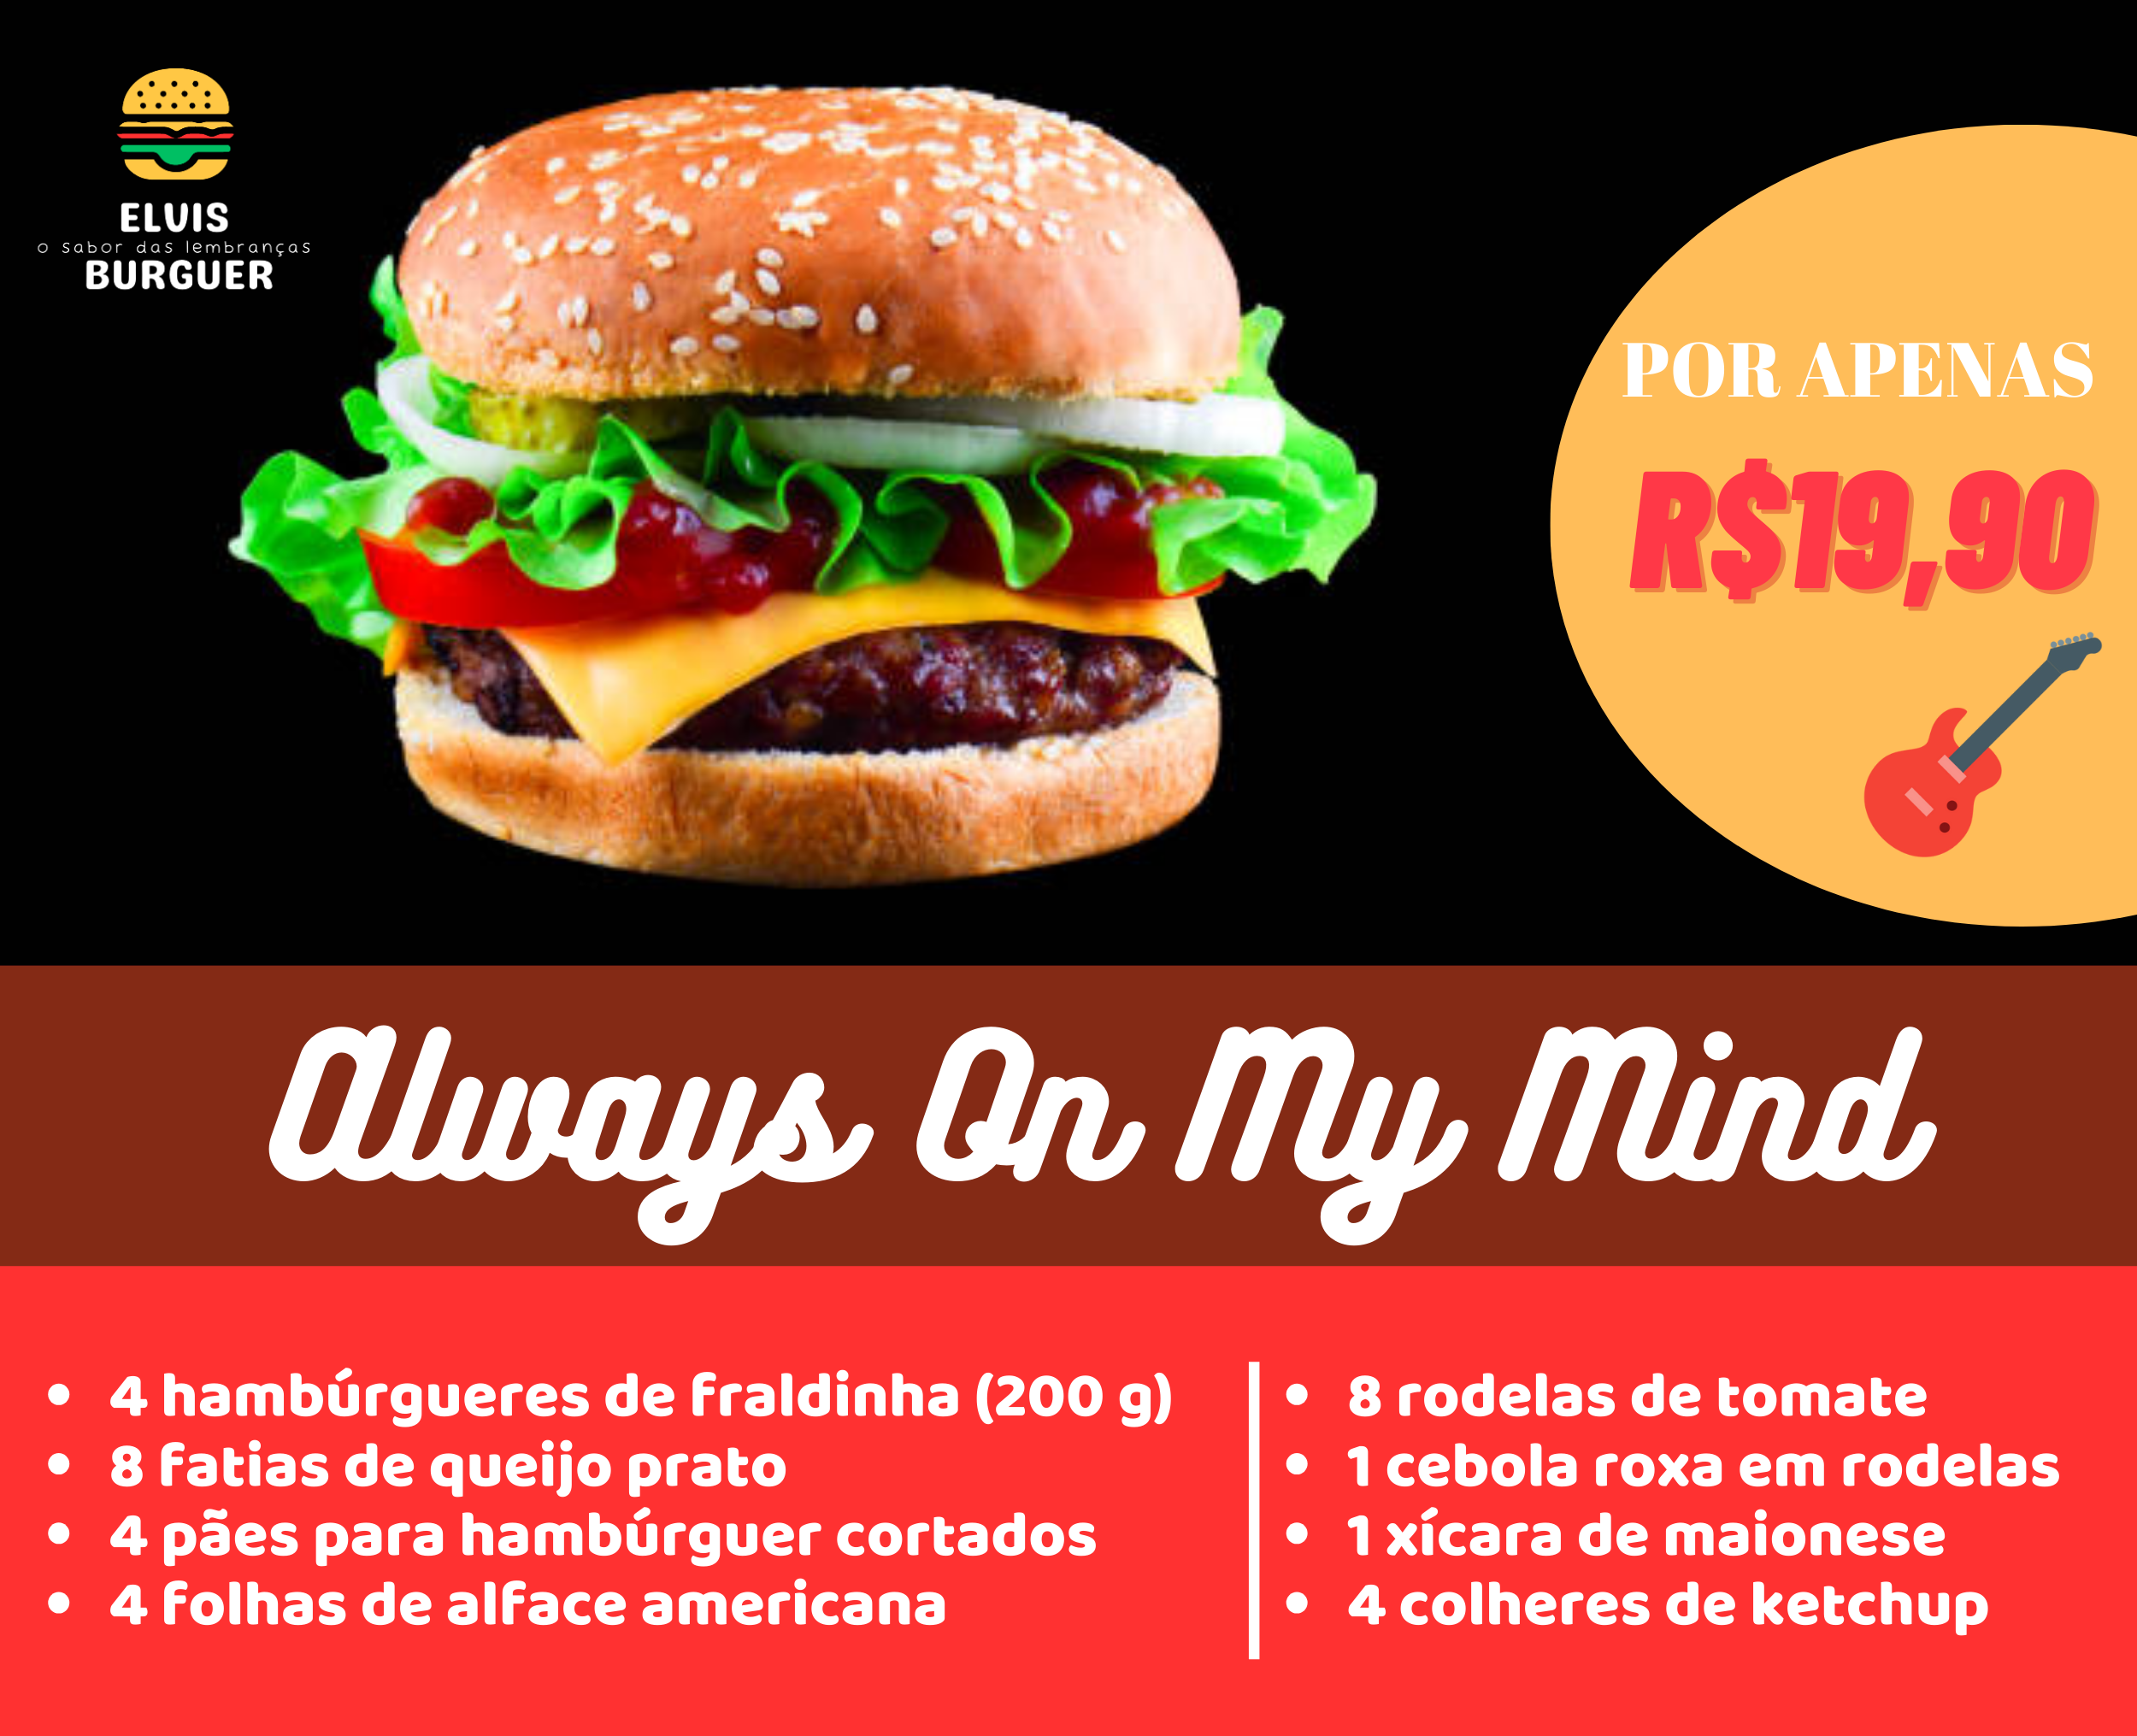 ELVIS
o sabor das lembranças
BURGUER
POR APENAS
R$19,90
Always On My Mind
• 4 hambúrgueres de fraldinha (200 g)
• 8 fatias de queijo prato
• 4 pães para hambúrguer cortados
• 4 folhas de alface americana
• 8 rodelas de tomate
• 1 cebola roxa em rodelas
• 1 xícara de maionese
• 4 colheres de ketchup